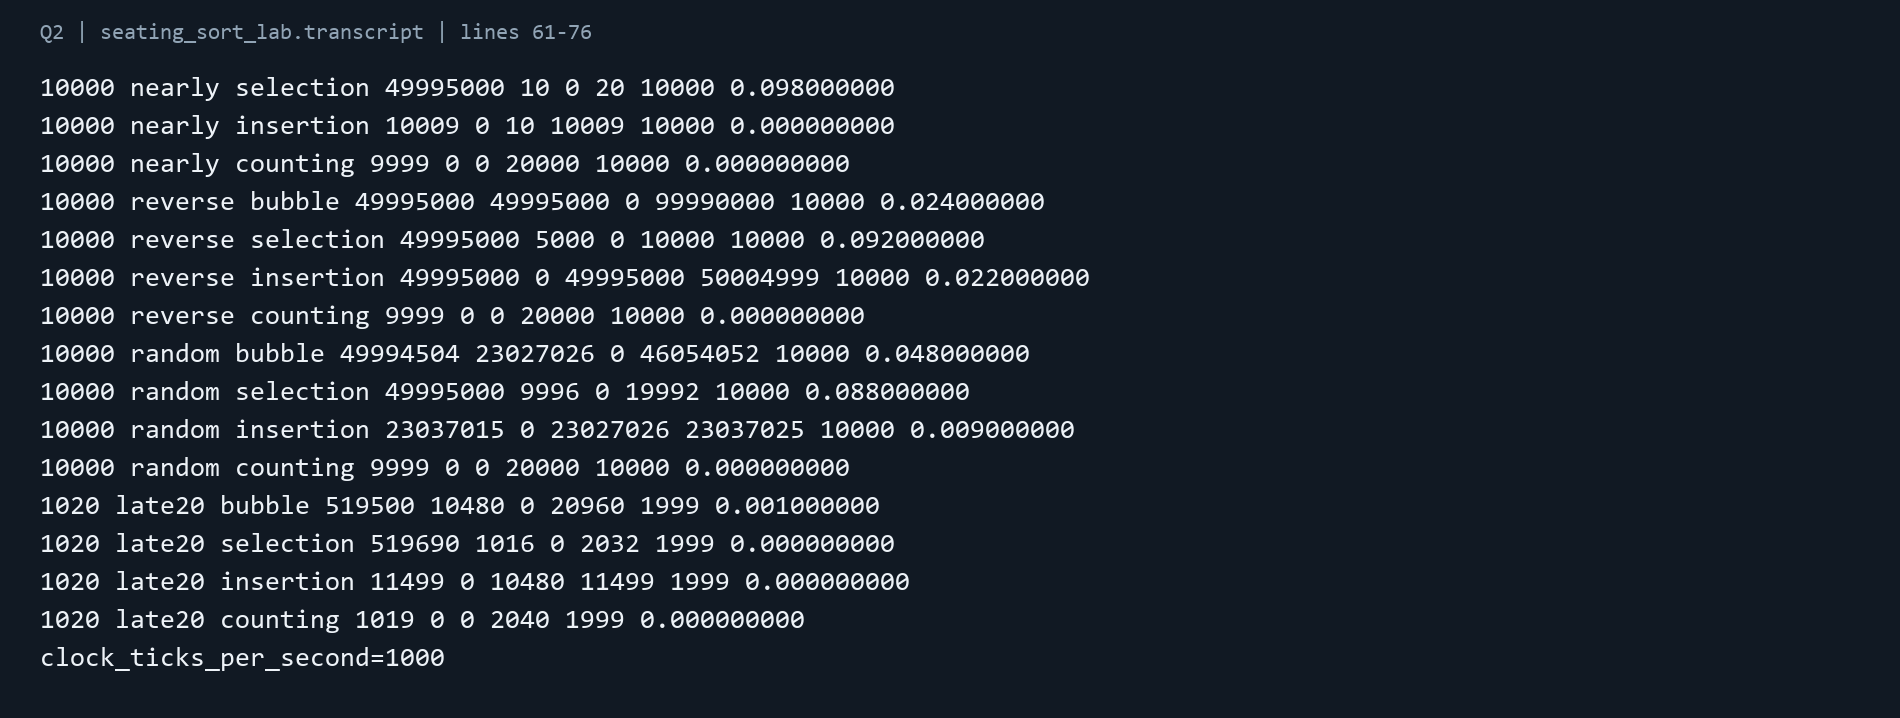 Q2 | seating_sort_lab.transcript | lines 61-76
10000 nearly selection 49995000 10 0 20 10000 0.098000000
10000 nearly insertion 10009 0 10 10009 10000 0.000000000
10000 nearly counting 9999 0 0 20000 10000 0.000000000
10000 reverse bubble 49995000 49995000 0 99990000 10000 0.024000000
10000 reverse selection 49995000 5000 0 10000 10000 0.092000000
10000 reverse insertion 49995000 0 49995000 50004999 10000 0.022000000
10000 reverse counting 9999 0 0 20000 10000 0.000000000
10000 random bubble 49994504 23027026 0 46054052 10000 0.048000000
10000 random selection 49995000 9996 0 19992 10000 0.088000000
10000 random insertion 23037015 0 23027026 23037025 10000 0.009000000
10000 random counting 9999 0 0 20000 10000 0.000000000
1020 late20 bubble 519500 10480 0 20960 1999 0.001000000
1020 late20 selection 519690 1016 0 2032 1999 0.000000000
1020 late20 insertion 11499 0 10480 11499 1999 0.000000000
1020 late20 counting 1019 0 0 2040 1999 0.000000000
clock_ticks_per_second=1000